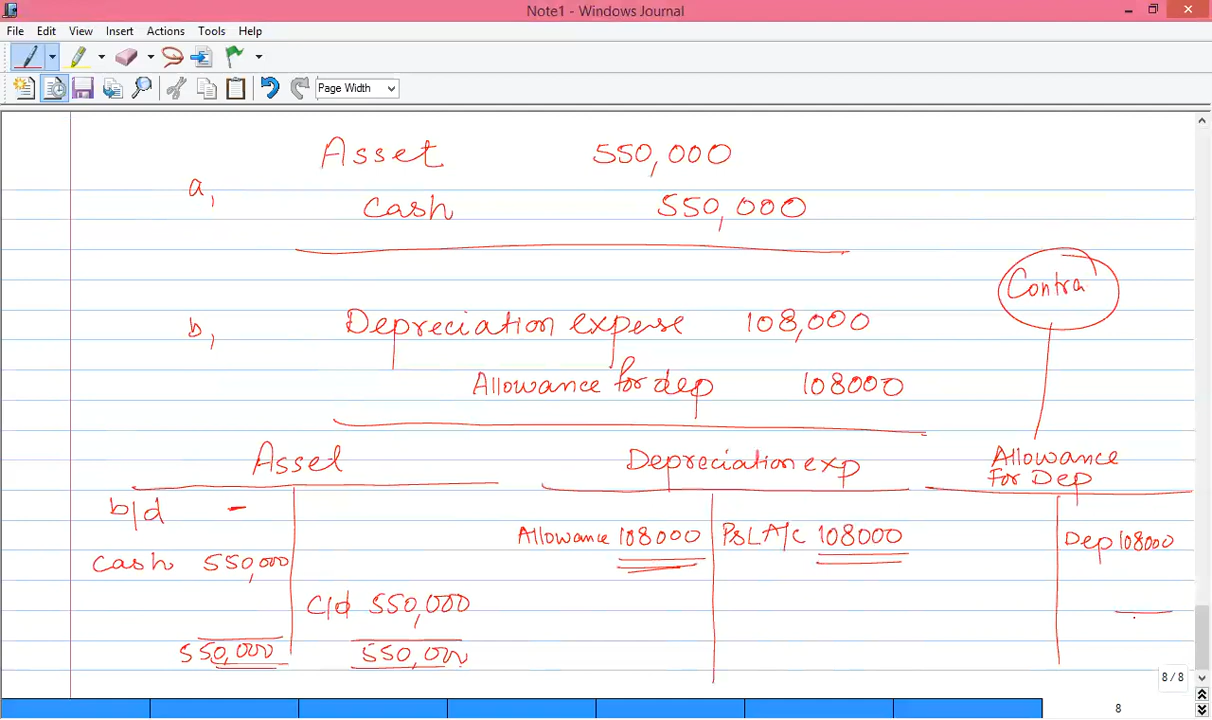 Note1 - Windows Journal
File Edit View Insert Actions Tools Help
Page Width
Asset 550,000
a,
Cash 550,000
Contra
b, Depreciation expense 108,000
Allowance for dep 108000
Asset
Depreciation exp
Allowance
For Dep
b/d -
Cash 550,000
c/d 550,000
550,000 550,000
Allowance 108000 P&L A/C 108000
Dep 108000
8 / 8
8